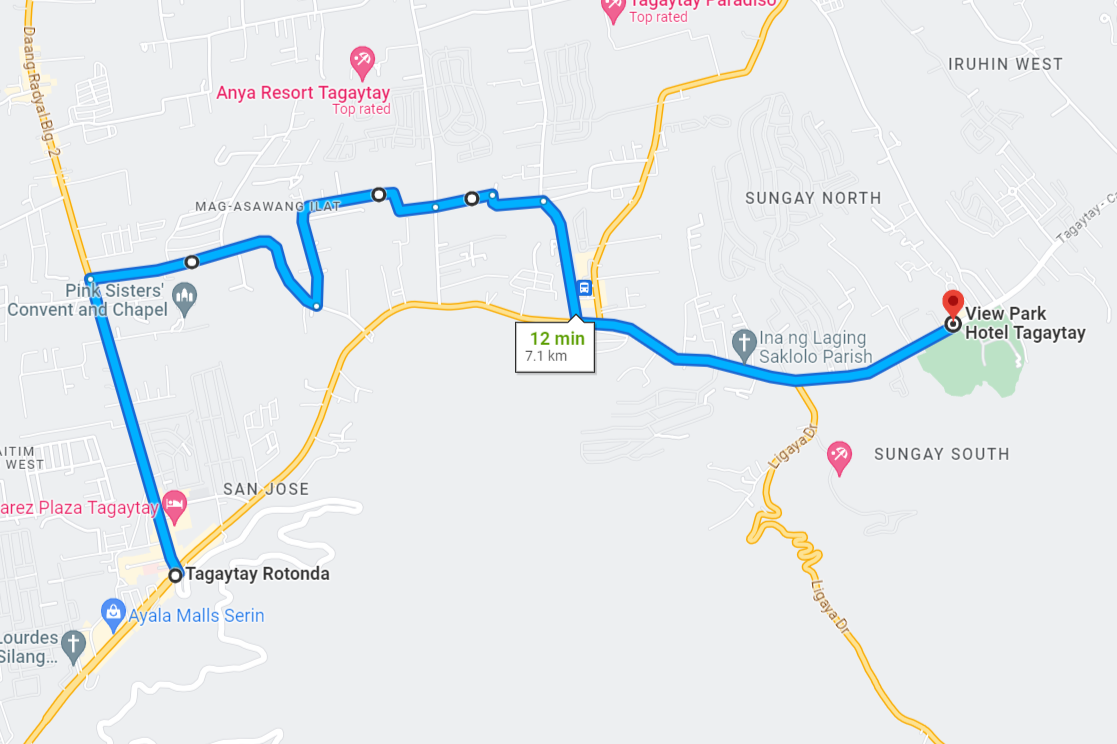 Tagaytay Paradiso
Top rated
Daang Radyal Blg. 2
IRUHIN WEST
Anya Resort Tagaytay
Top rated
SUNGAY NORTH
MAG-ASAWANG ILAT
Tagaytay - Ca
Pink Sisters'
Convent and Chapel
View Park
Hotel Tagaytay
12 min
7.1 km
Ina ng Laging
Saklolo Parish
Ligaya Dr
SUNGAY SOUTH
AITIM
WEST
SAN JOSE
arez Plaza Tagaytay
Tagaytay Rotonda
Ayala Malls Serin
Ligaya Dr
Lourdes
Silang...